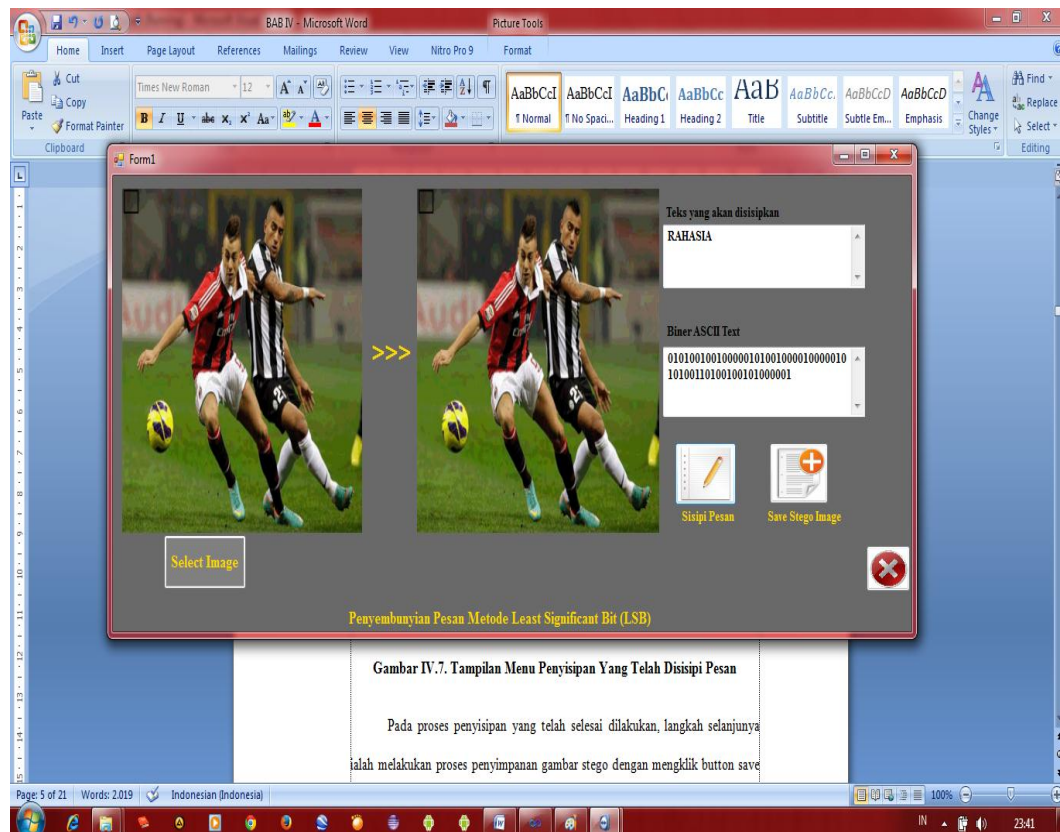 BAB IV - Microsoft Word
Picture Tools
Home Insert Page Layout References Mailings Review View Nitro Pro 9 Format
Cut
Copy
Format Painter
Paste
Clipboard
Times New Roman 12
AaBbCcI AaBbCcI AaBbC AaBbCc AaB AaBbCc. AaBbCcD AaBbCcD
¶ Normal ¶ No Spaci... Heading 1 Heading 2 Title Subtitle Subtle Em... Emphasis
Change Styles
Find
Replace
Select
Editing
Form1
Teks yang akan disisipkan
RAHASIA
Biner ASCII Text
01010010010000010100100001000010
101001101001001010000​01
>>>
Sisipi Pesan
Save Stego Image
Select Image
Penyembunyian Pesan Metode Least Significant Bit (LSB)
Gambar IV.7. Tampilan Menu Penyisipan Yang Telah Disisipi Pesan
Pada proses penyisipan yang telah selesai dilakukan, langkah selanjunya
ialah melakukan proses penyimpanan gambar stego dengan mengklik button save
Page: 5 of 21 Words: 2.019 Indonesian (Indonesia) 100%
IN 23:41